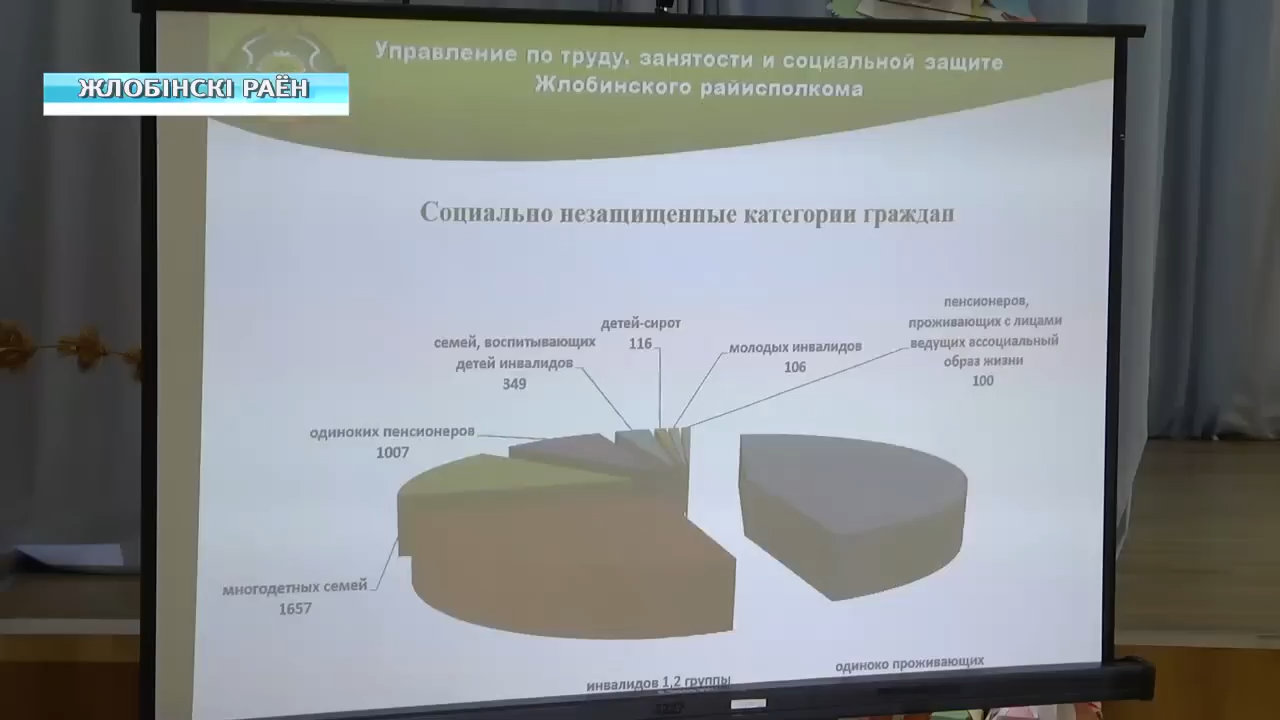 ЖЛОБІНСКІ РАЁН
Управление по труду, занятости и социальной защите
Жлобинского райисполкома
Социально незащищенные категории граждан
детей-сирот
116
семей, воспитывающих
детей инвалидов
349
молодых инвалидов
106
пенсионеров,
проживающих с лицами
ведущих ассоциальный
образ жизни
100
одиноких пенсионеров
1007
многодетных семей
1657
инвалидов 1,2 группы
одиноко проживающих